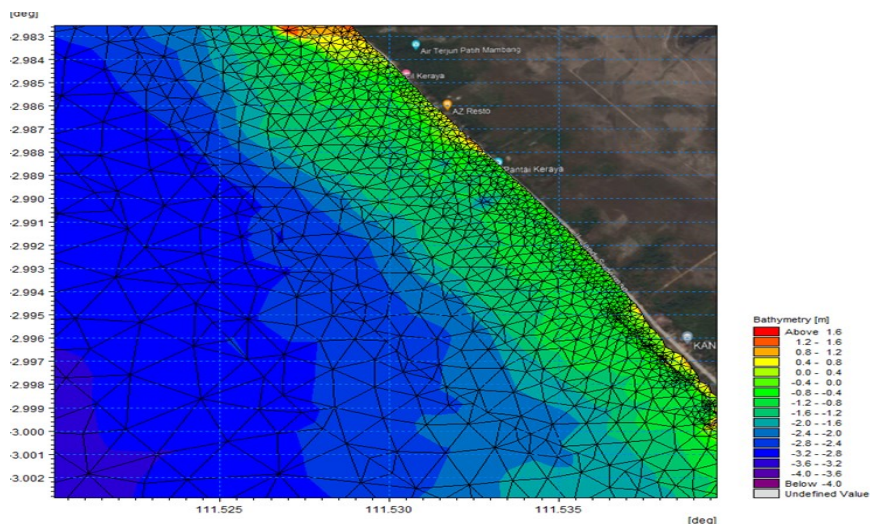 [deg]
-2.983
-2.984
-2.985
-2.986
-2.987
-2.988
-2.990
-2.991
-2.992
-2.993
-2.994
-2.995
-2.997
-2.998
-2.999
-3.000
-3.001
-3.002
Air Terjun Patih Mambang
Keraya
AZ Resto
Pantai Keraya
KAN
111.525
111.530
111.535
[deg]
Bathymetry [m]
Above 1.6
1.2 - 1.6
0.8 - 1.2
0.4 - 0.8
0.0 - 0.4
-0.4 - 0.0
-0.8 - -0.4
-1.2 - -0.8
-1.6 - -1.2
-2.0 - -1.6
-2.4 - -2.0
-2.8 - -2.4
-3.2 - -2.8
-3.6 - -3.2
-4.0 - -3.6
Below -4.0
Undefined Value